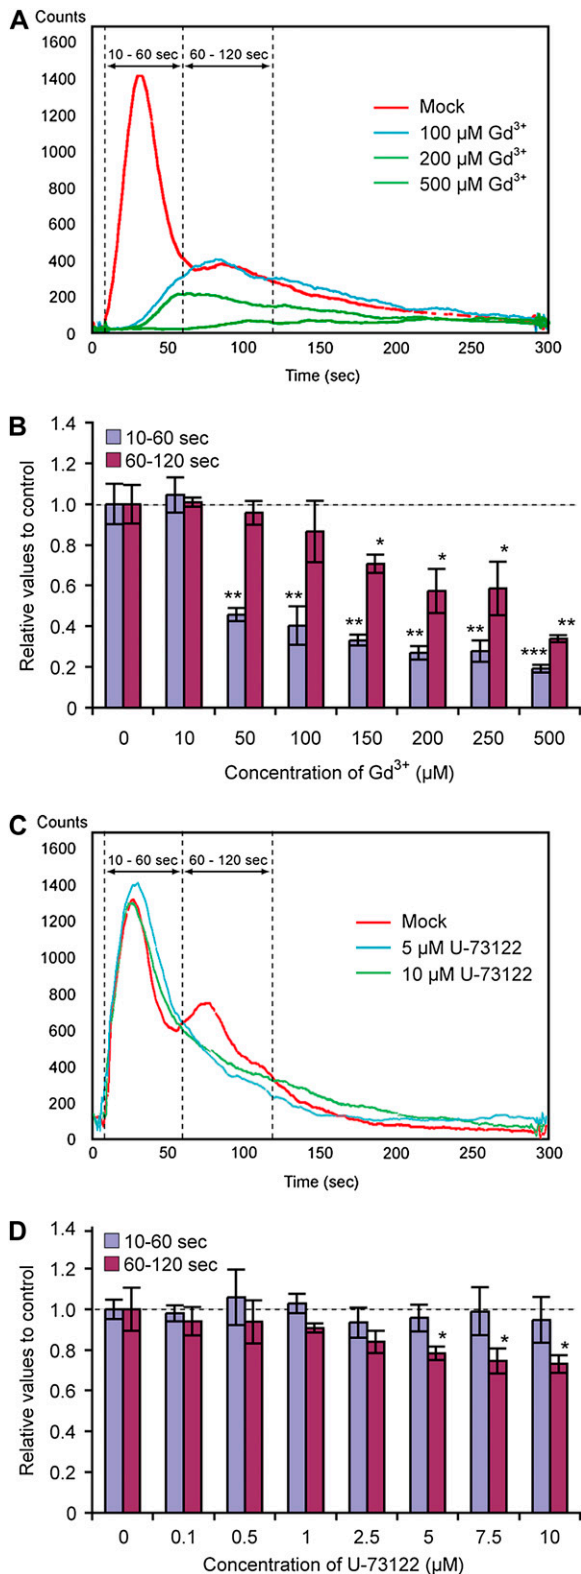 A
Counts
1600
10 - 60 sec
60 - 120 sec
1400
1200
1000
800
600
400
200
0
Mock
100 µM Gd³⁺
200 µM Gd³⁺
500 µM Gd³⁺
0 50 100 150 200 250 300
Time (sec)
B
1.4
1.2
1.0
0.8
0.6
0.4
0.2
0
Relative values to control
10-60 sec
60-120 sec
** ** ** * ** * ** * *** **
0 10 50 100 150 200 250 500
Concentration of Gd³⁺ (µM)
C
Counts
1600
10 - 60 sec
60 - 120 sec
1400
1200
1000
800
600
400
200
0
Mock
5 µM U-73122
10 µM U-73122
0 50 100 150 200 250 300
Time (sec)
D
1.4
1.2
1.0
0.8
0.6
0.4
0.2
0
Relative values to control
10-60 sec
60-120 sec
* * *
0 0.1 0.5 1 2.5 5 7.5 10
Concentration of U-73122 (µM)